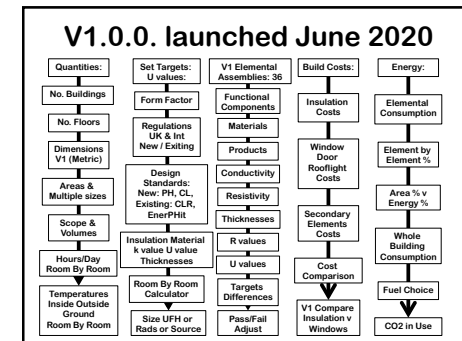 V1.0.0. launched June 2020
Quantities:
No. Buildings
No. Floors
Dimensions
V1 (Metric)
Areas &
Multiple sizes
Scope &
Volumes
Hours/Day
Room By Room
Temperatures
Inside Outside
Ground
Room By Room
Set Targets:
U values:
Form Factor
Regulations
UK & Int
New / Exiting
Design
Standards:
New: PH, CL,
Existing: CLR,
EnerPHit
Insulation Material
k value U value
Thicknesses
Room By Room
Calculator
Size UFH or
Rads or Source
V1 Elemental
Assemblies: 36
Functional
Components
Materials
Products
Conductivity
Resistivity
Thicknesses
R values
U values
Targets
Differences
Pass/Fail
Adjust
Build Costs:
Insulation
Costs
Window
Door
Rooflight
Costs
Secondary
Elements
Costs
Cost
Comparison
V1 Compare
Insulation v
Windows
Energy:
Elemental
Consumption
Element by
Element %
Area % v
Energy %
Whole
Building
Consumption
Fuel Choice
CO2 in Use